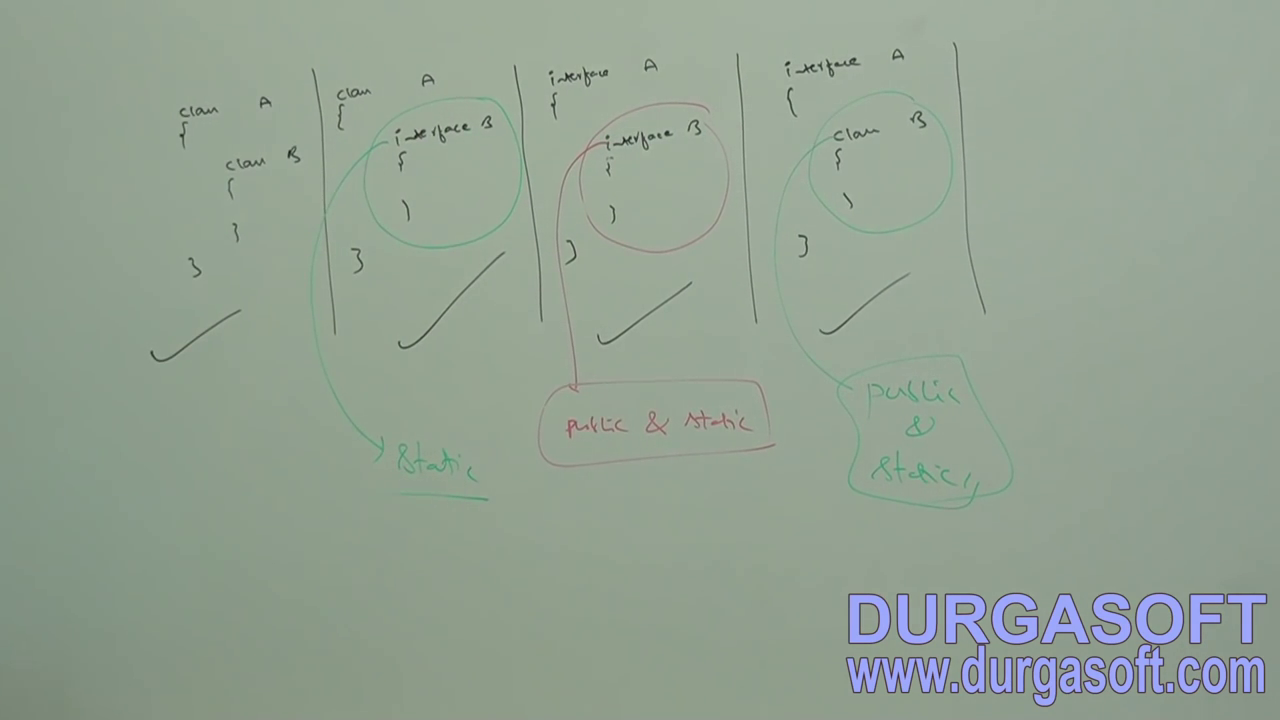 class A
{
class B
{
}
}
class A
{
interface B
{
}
}
static
interface A
{
interface B
{
}
}
public & static
interface A
{
class B
{
}
}
public
&
static,,
DURGASOFT
www.durgasoft.com